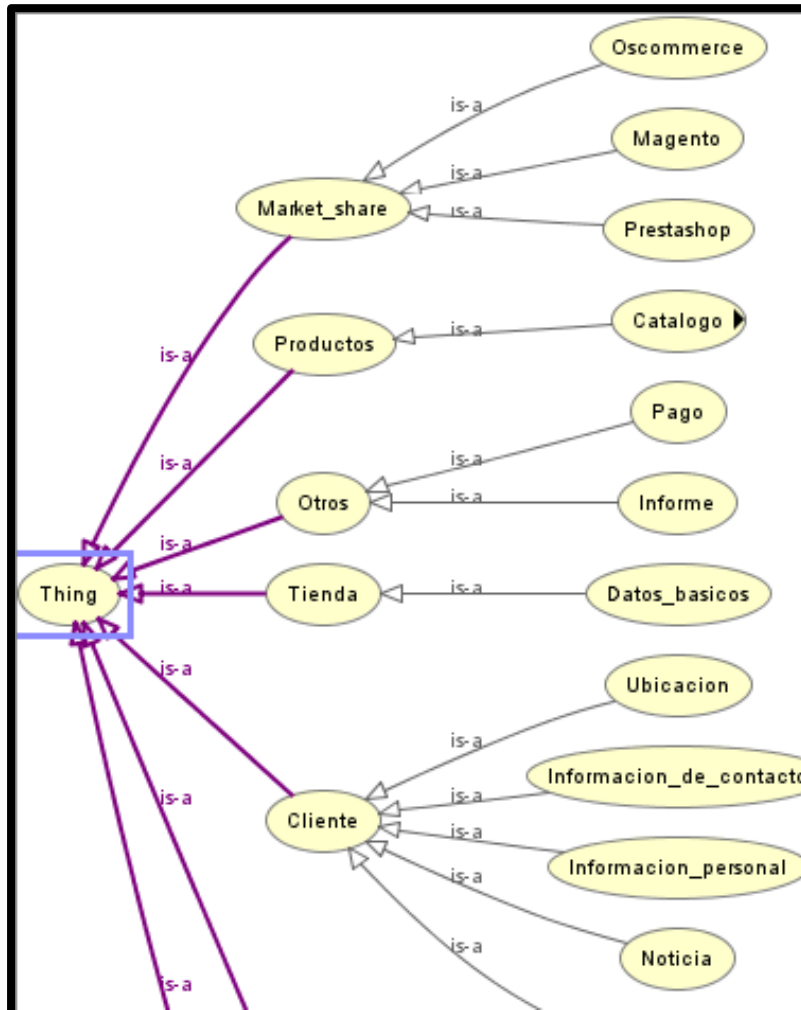 Oscommerce
is-a
Magento
is-a
Market_share
is-a
Prestashop
Catalogo
is-a
Productos
is-a
Pago
is-a
is-a
Otros
is-a
Informe
is-a
Thing
is-a
Tienda
is-a
Datos_basicos
is-a
Ubicacion
is-a
Informacion_de_contacto
is-a
is-a
Cliente
is-a
Informacion_personal
is-a
Noticia
is-a
is-a